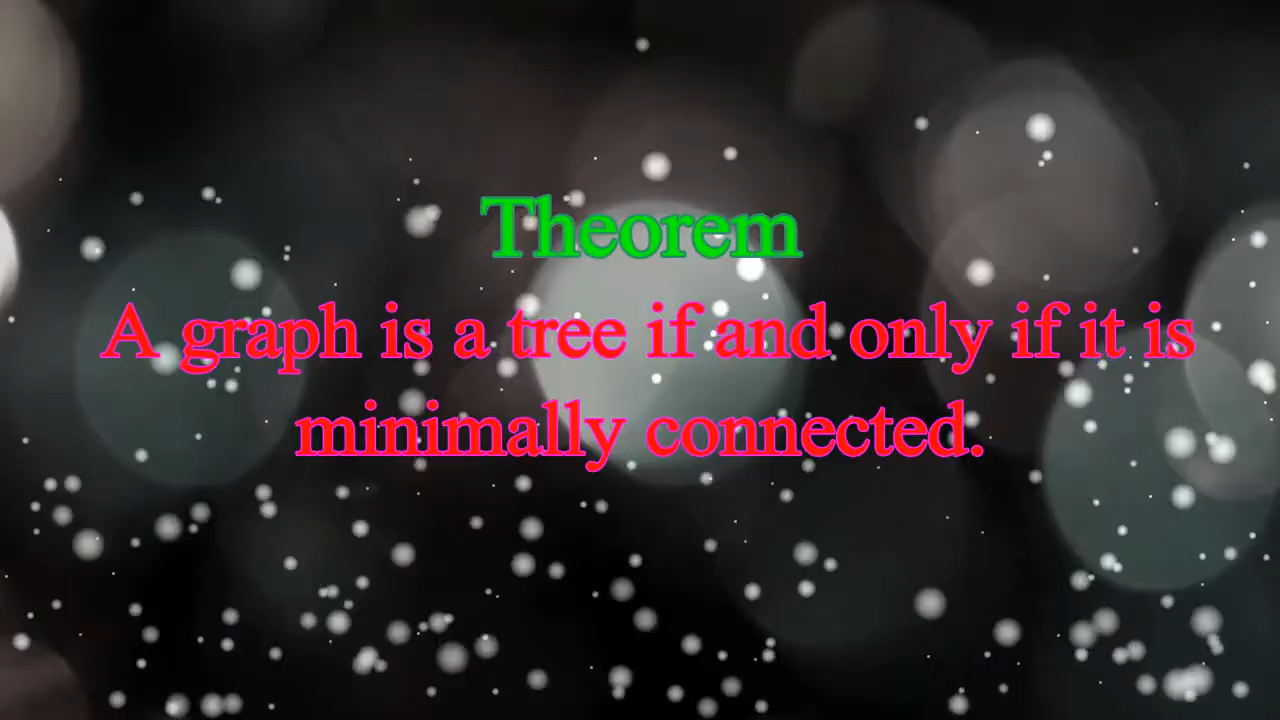 Theorem
A graph is a tree if and only if it is
minimally connected.